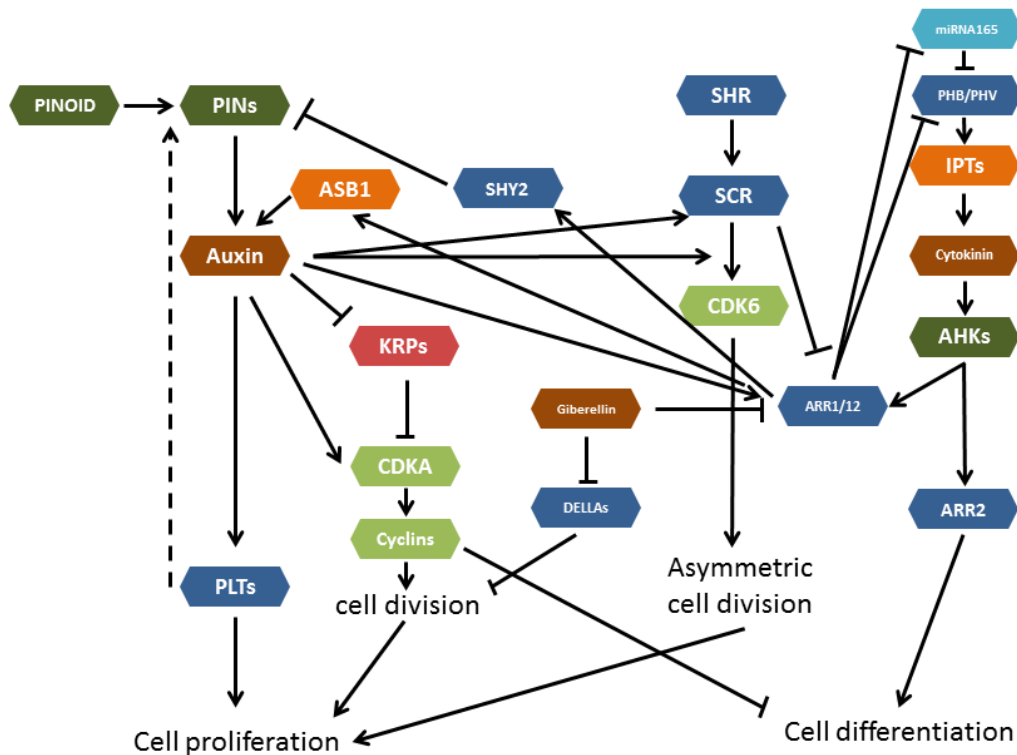 miRNA165
PINOID
PINs
SHR
PHB/PHV
IPTs
ASB1
SHY2
SCR
Auxin
Cytokinin
CDK6
KRPs
AHKs
Giberellin
ARR1/12
CDKA
DELLAs
ARR2
Cyclins
PLTs
cell division
Asymmetric
cell division
Cell proliferation
Cell differentiation